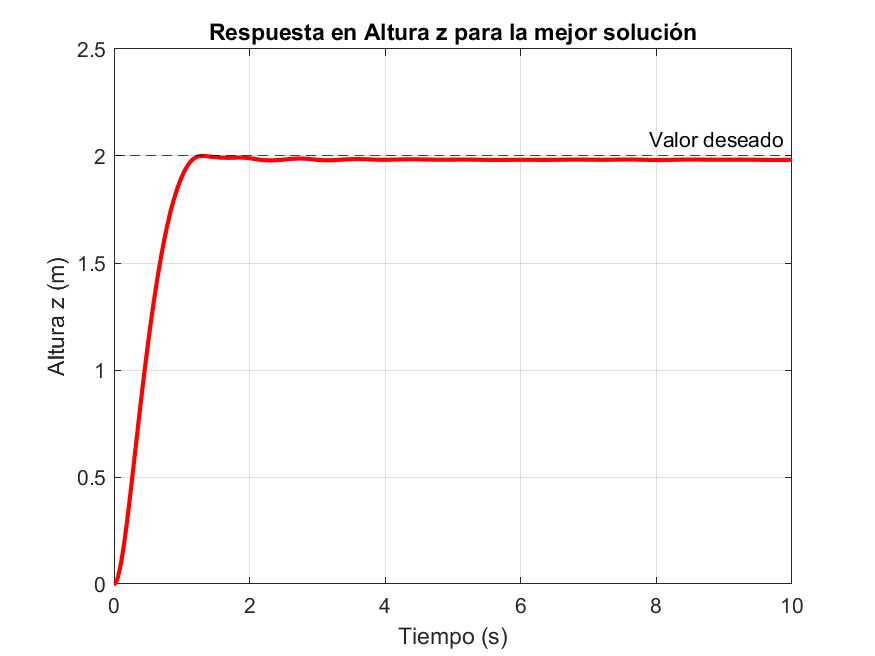 Respuesta en Altura z para la mejor solución
2.5
Valor deseado
2
1.5
1
0.5
0
Altura z (m)
0 2 4 6 8 10
Tiempo (s)